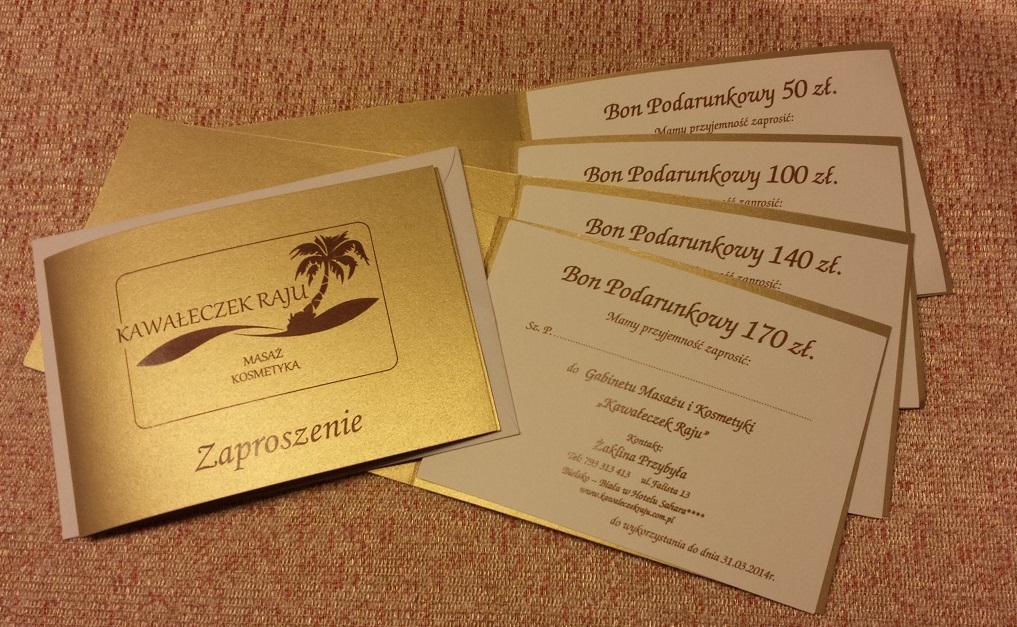 KAWAŁECZEK RAJU
MASAŻ
KOSMETYKA
Zaproszenie
Bon Podarunkowy 50 zł.
Mamy przyjemność zaprosić:
Bon Podarunkowy 100 zł.
zaprosić:
Bon Podarunkowy 140 zł.
zaprosić:
Bon Podarunkowy 170 zł.
Mamy przyjemność zaprosić:
Sz. P.
do Gabinetu Masażu i Kosmetyki
„Kawałeczek Raju”
Kontakt:
Żaklina Przybyła
Tel: 793 313 413 ul.Falista 13
Bielsko – Biała w Hotelu Sahara****
www.kawaleczekraju.com.pl
do wykorzystania do dnia 31.03.2014r.